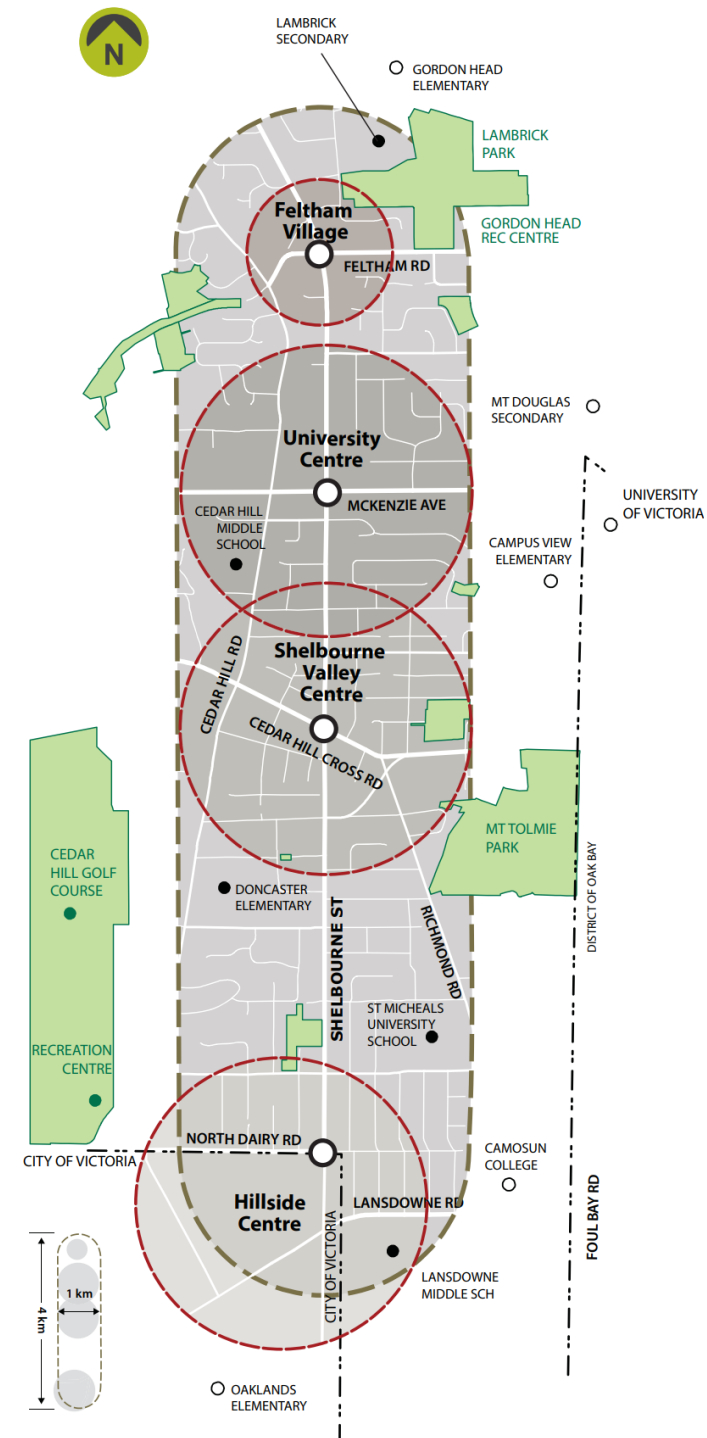 LAMBRICK
SECONDARY
N
GORDON HEAD
ELEMENTARY
LAMBRICK
PARK
Feltham
Village
GORDON HEAD
REC CENTRE
FELTHAM RD
MT DOUGLAS
SECONDARY
University
Centre
MCKENZIE AVE
UNIVERSITY
OF VICTORIA
CEDAR HILL
MIDDLE
SCHOOL
CAMPUS VIEW
ELEMENTARY
Shelbourne
Valley
Centre
CEDAR HILL RD
CEDAR HILL CROSS RD
MT TOLMIE
PARK
CEDAR
HILL GOLF
COURSE
DONCASTER
ELEMENTARY
SHELBOURNE ST
RICHMOND RD
DISTRICT OF OAK BAY
ST MICHEALS
UNIVERSITY
SCHOOL
RECREATION
CENTRE
NORTH DAIRY RD
CITY OF VICTORIA
CAMOSUN
COLLEGE
Hillside
Centre
LANSDOWNE RD
CITY OF VICTORIA
FOUL BAY RD
LANSDOWNE
MIDDLE SCH
1 km
4 km
OAKLANDS
ELEMENTARY